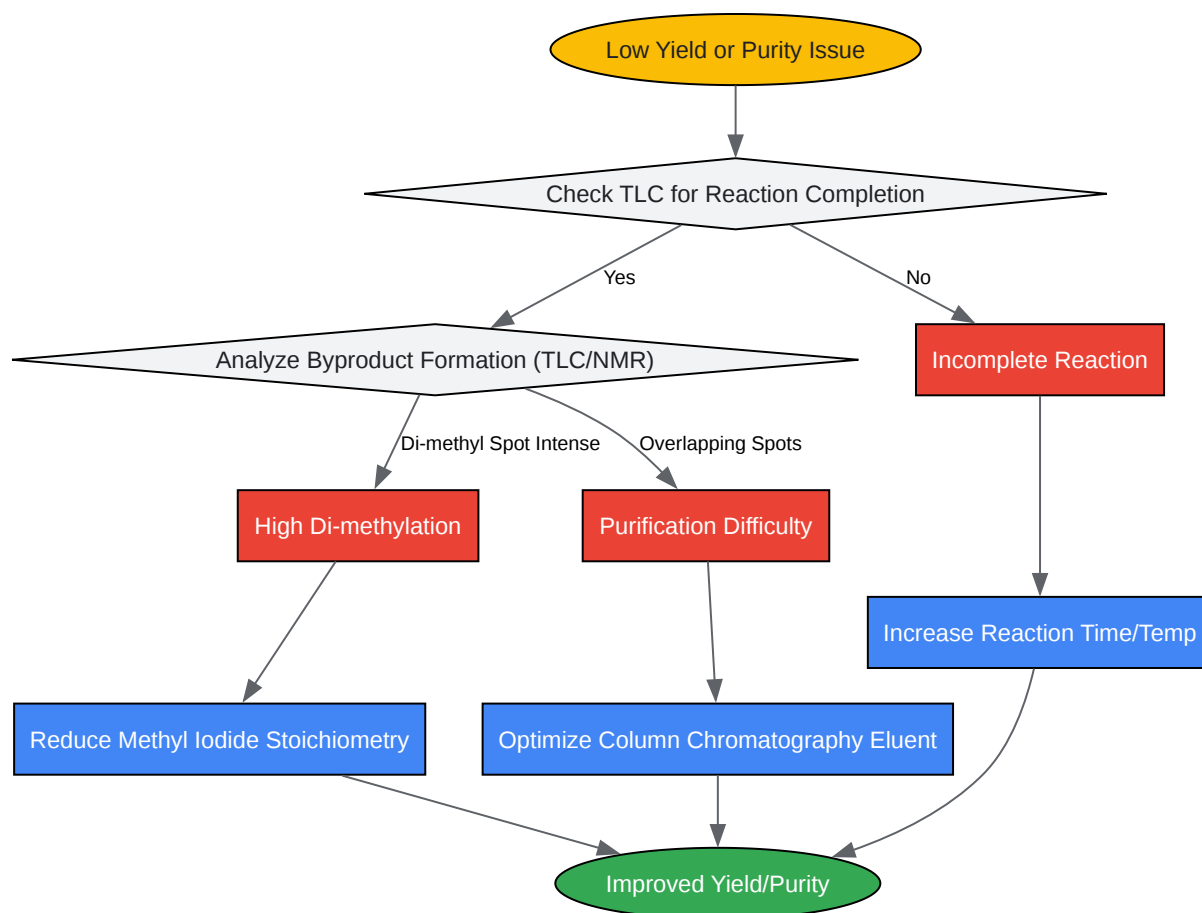 Low Yield or Purity Issue
Check TLC for Reaction Completion
Yes
No
Analyze Byproduct Formation (TLC/NMR)
Incomplete Reaction
Di-methyl Spot Intense
Overlapping Spots
High Di-methylation
Purification Difficulty
Increase Reaction Time/Temp
Reduce Methyl Iodide Stoichiometry
Optimize Column Chromatography Eluent
Improved Yield/Purity